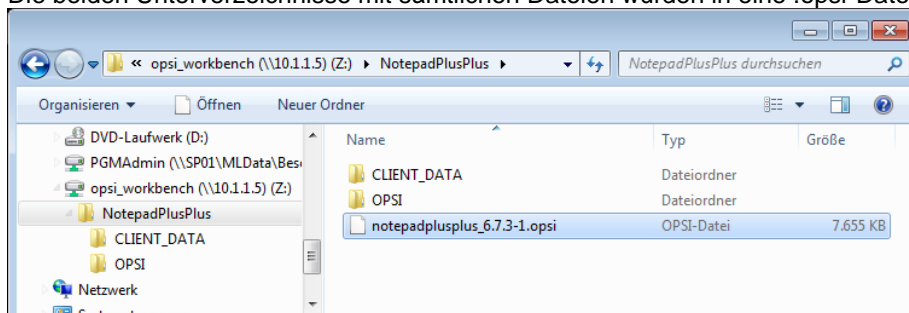 Die beiden Unterverzeichnisse mit sämtlichen Dateien wurden in eine .opsi-Date
« opsi_workbench (\\10.1.1.5) (Z:) ▸ NotepadPlusPlus ▸
NotepadPlusPlus durchsuchen
Organisieren ▾ Öffnen Neuer Ordner
DVD-Laufwerk (D:)
PGMAdmin (\\SP01\MLData\Bes
opsi_workbench (\\10.1.1.5) (Z:)
NotepadPlusPlus
CLIENT_DATA
OPSI
Netzwerk
Name Typ Größe
CLIENT_DATA Dateiordner
OPSI Dateiordner
notepadplusplus_6.7.3-1.opsi OPSI-Datei 7.655 KB